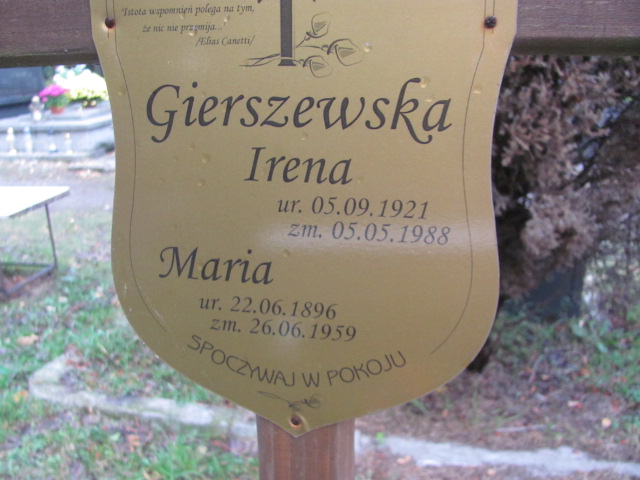 "Istota wspomnień polega na tym,
że nic nie przemija...
/Elias Canetti/
Gierszewska
Irena
ur. 05.09.1921
zm. 05.05.1988
Maria
ur. 22.06.1896
zm. 26.06.1959
SPOCZYWAJ W POKOJU